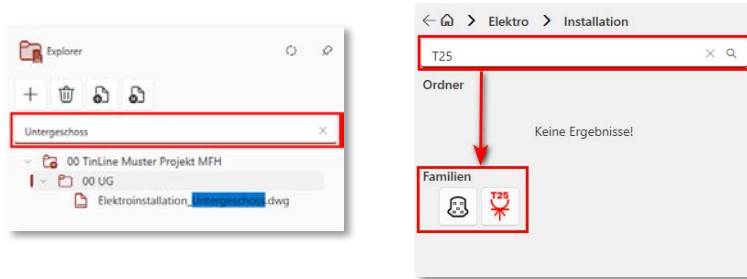 Explorer
Untergeschoss
00 TinLine Muster Projekt MFH
00 UG
Elektroinstallation_Untergeschoss.dwg
Elektro > Installation
T25
Ordner
Keine Ergebnisse!
Familien
T25